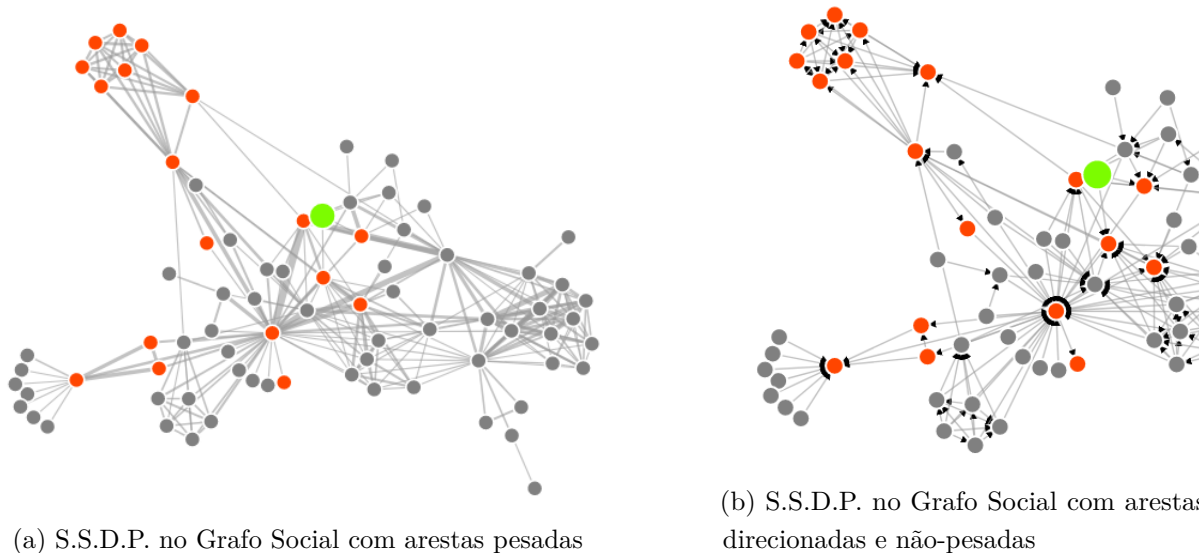 (a) S.S.D.P. no Grafo Social com arestas pesadas
(b) S.S.D.P. no Grafo Social com arestas
direcionadas e não-pesadas